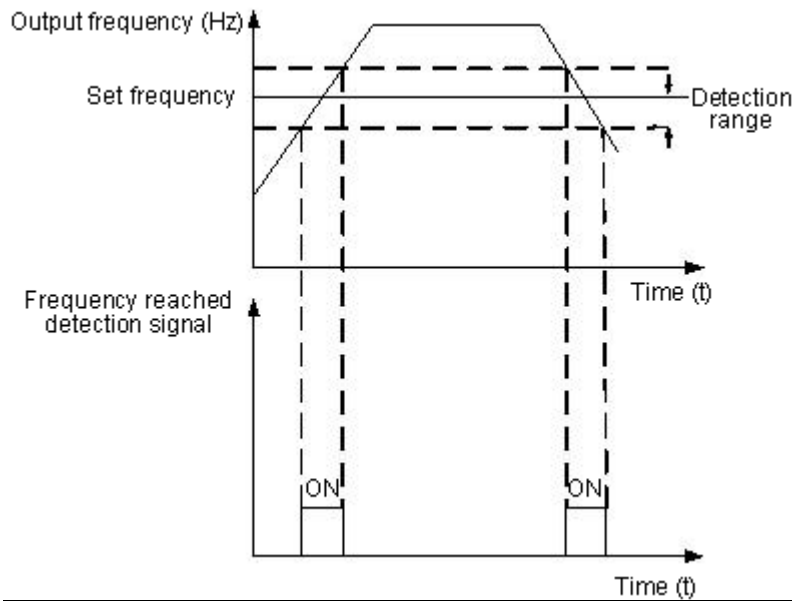 Output frequency (Hz)
Set frequency
Detection
range
Time (t)
Frequency reached
detection signal
ON
ON
Time (t)